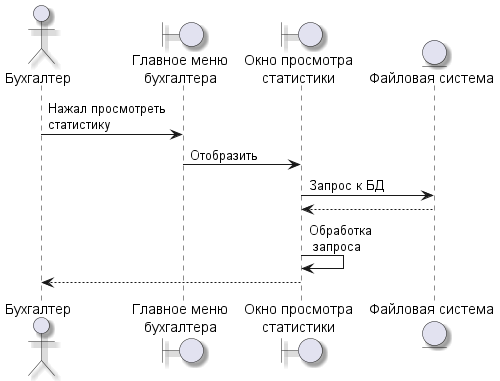 Бухгалтер
Главное меню
бухгалтера
Окно просмотра
статистики
Файловая система
Нажал просмотреть
статистику
Отобразить
Запрос к БД
Обработка
запроса
Бухгалтер
Главное меню
бухгалтера
Окно просмотра
статистики
Файловая система